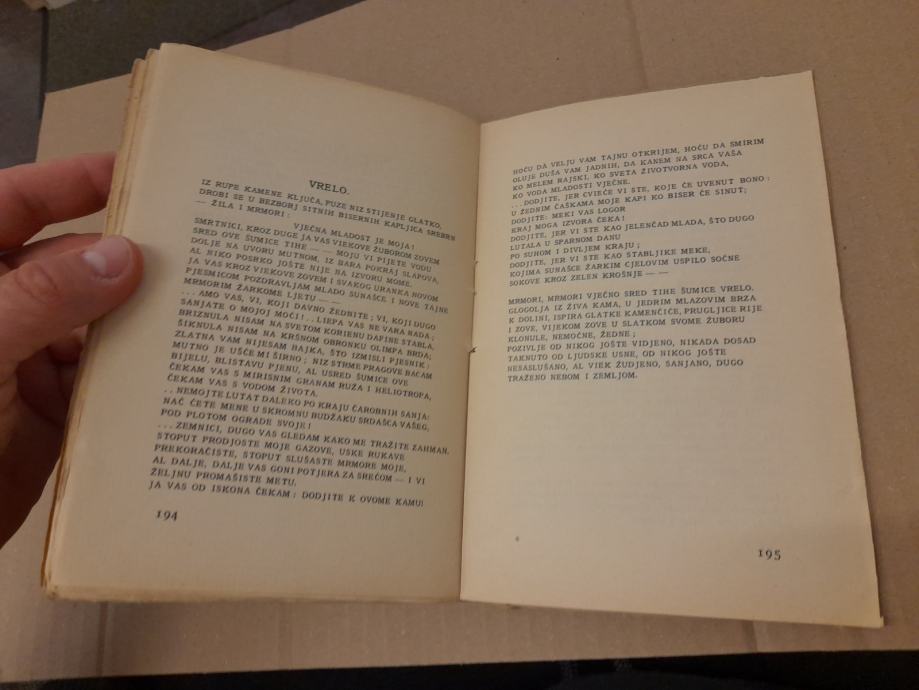 VRELO.
IZ RUPE KAMENE KLJUČA, PUZE NIZ STIJENJE GLATKO,
DROBI SE U BEZBORJ SITNIH BISERNIH KAPLJICA SREBRN
— ŽILA I MRMORI :
VJEČNA MLADOST JE MOJA !
SMRTNICI, KROZ DUGE JA VAS VIEKOVE ŽUBOROM ZOVEM
SRED OVE ŠUMICE TIHE — — MOJU VI PIJETE VODU
DOLJE NA UVORU MUTNOM, IZ BARA POKRAJ SLAPOVA,
AL NIKO POSRKO JOŠTE NIJE NA IZVORU MOME.
JA VAS KROZ VIEKOVE ZOVEM I SVAKOG URANKA NOVOM
PJESMICOM POZDRAVLJAM MLADO SUNAŠCE I NOVE TAJNE
MRMORIM ŽARKOME LJETU — —
... AMO VAS, VI, KOJI DAVNO ŽEDNITE ; VI, KOJI DUGO
SANJATE O MOJOJ MOĆI! .. LIEPA VAS NE VARA NADA ;
BRIZNULA NISAM NA SVETOM KORIENU DAFINE STABLA,
ŠIKNULA NISAM NA KRŠNOM OBRONKU OLIMPA BRDA;
ZLATNA VAM NIJESAM BAJKA, ŠTO IZMISLI PJESNIK :
MUTNO JE UŠĆE MI ŠIRNO ; NIZ STRME PRAGOVE BACAM
BIJELU, BLISTAVU PJENU, AL USRED ŠUMICE OVE
ČEKAM VAS S MIRISNIM GRANAM RUŽA I HELIOTROPA,
ČEKAM VAS S VODOM ŽIVOTA.
.. NEMOJTE LUTAT DALEKO PO KRAJU ČAROBNIH SANJA:
NAĆ ĆETE MENE U SKROMNU BUDŽAKU SRDAŠCA VAŠEG,
POD PLOTOM OGRADE SVOJE !
... ZEMNICI, DUGO VAS GLEDAM KAKO ME TRAŽITE ZAHMAN.
STOPUT PRODJOSTE MOJE GAZOVE, USKE RUKAVE
PREKORAČISTE, STOPUT SLUŠASTE MRMORE MOJE,
AL DALJE, DALJE VAS GONI POTJERA ZA SREĆOM — I VI
ŽELJNU PROMAŠISTE METU.
JA VAS OD ISKONA ČEKAM : DODJITE K OVOME KAMU!
194
HOĆU DA VELJU VAM TAJNU OTKRIJEM, HOĆU DA SMIRIM
OLUJE DUŠA VAM JADNIH, DA KANEM NA SRCA VAŠA
KO MELEM RAJSKI, KO SVETA ŽIVOTVORNA VODA,
KO VODA MLADOSTI VJEČNE.
.. DODJITE, JER CVIEĆE VI STE, KOJE ĆE UVENUT BONO :
U ŽEDNIM ČAŠKAMA MOJE KAPI KO BISER ĆE SINUT;
DODJITE: MEKI VAS LOGOR
KRAJ MOGA IZVORA ČEKA !
DODJITE, JER VI STE KAO JELENČAD MLADA, ŠTO DUGO
LUTALA U SPARNOM DANU
PO SUHOM I DIVLJEM KRAJU ;
DODJITE, JER VI STE KAO STABLJIKE MEKE,
KOJIMA SUNAŠCE ŽARKIM CJELOVIM USPILO SOČNE
SOKOVE KROZ ZELEN KROŠNJE — —
MRMORI, MRMORI VJEČNO SRED TIHE ŠUMICE VRELO.
GLOGOLJA IZ ŽIVA KAMA, U JEDRIM MLAZOVIM BRZA
K DOLINI, ISPIRA GLATKE KAMENČIĆE, PRUGLJICE RIJE
I ZOVE, VIJEKOM ZOVE U SLATKOM SVOME ŽUBORU
KLONULE, NEMOĆNE, ŽEDNE ;
POZIVLJE OD NIKOG JOŠTE VIDJENO, NIKADA DOSAD
TAKNUTO OD LJUDSKE USNE, OD NIKOG JOŠTE
NESASLUŠANO, AL VIEK ŽUDJENO, SANJANO, DUGO
TRAŽENO NEBOM I ZEMLJOM.
195